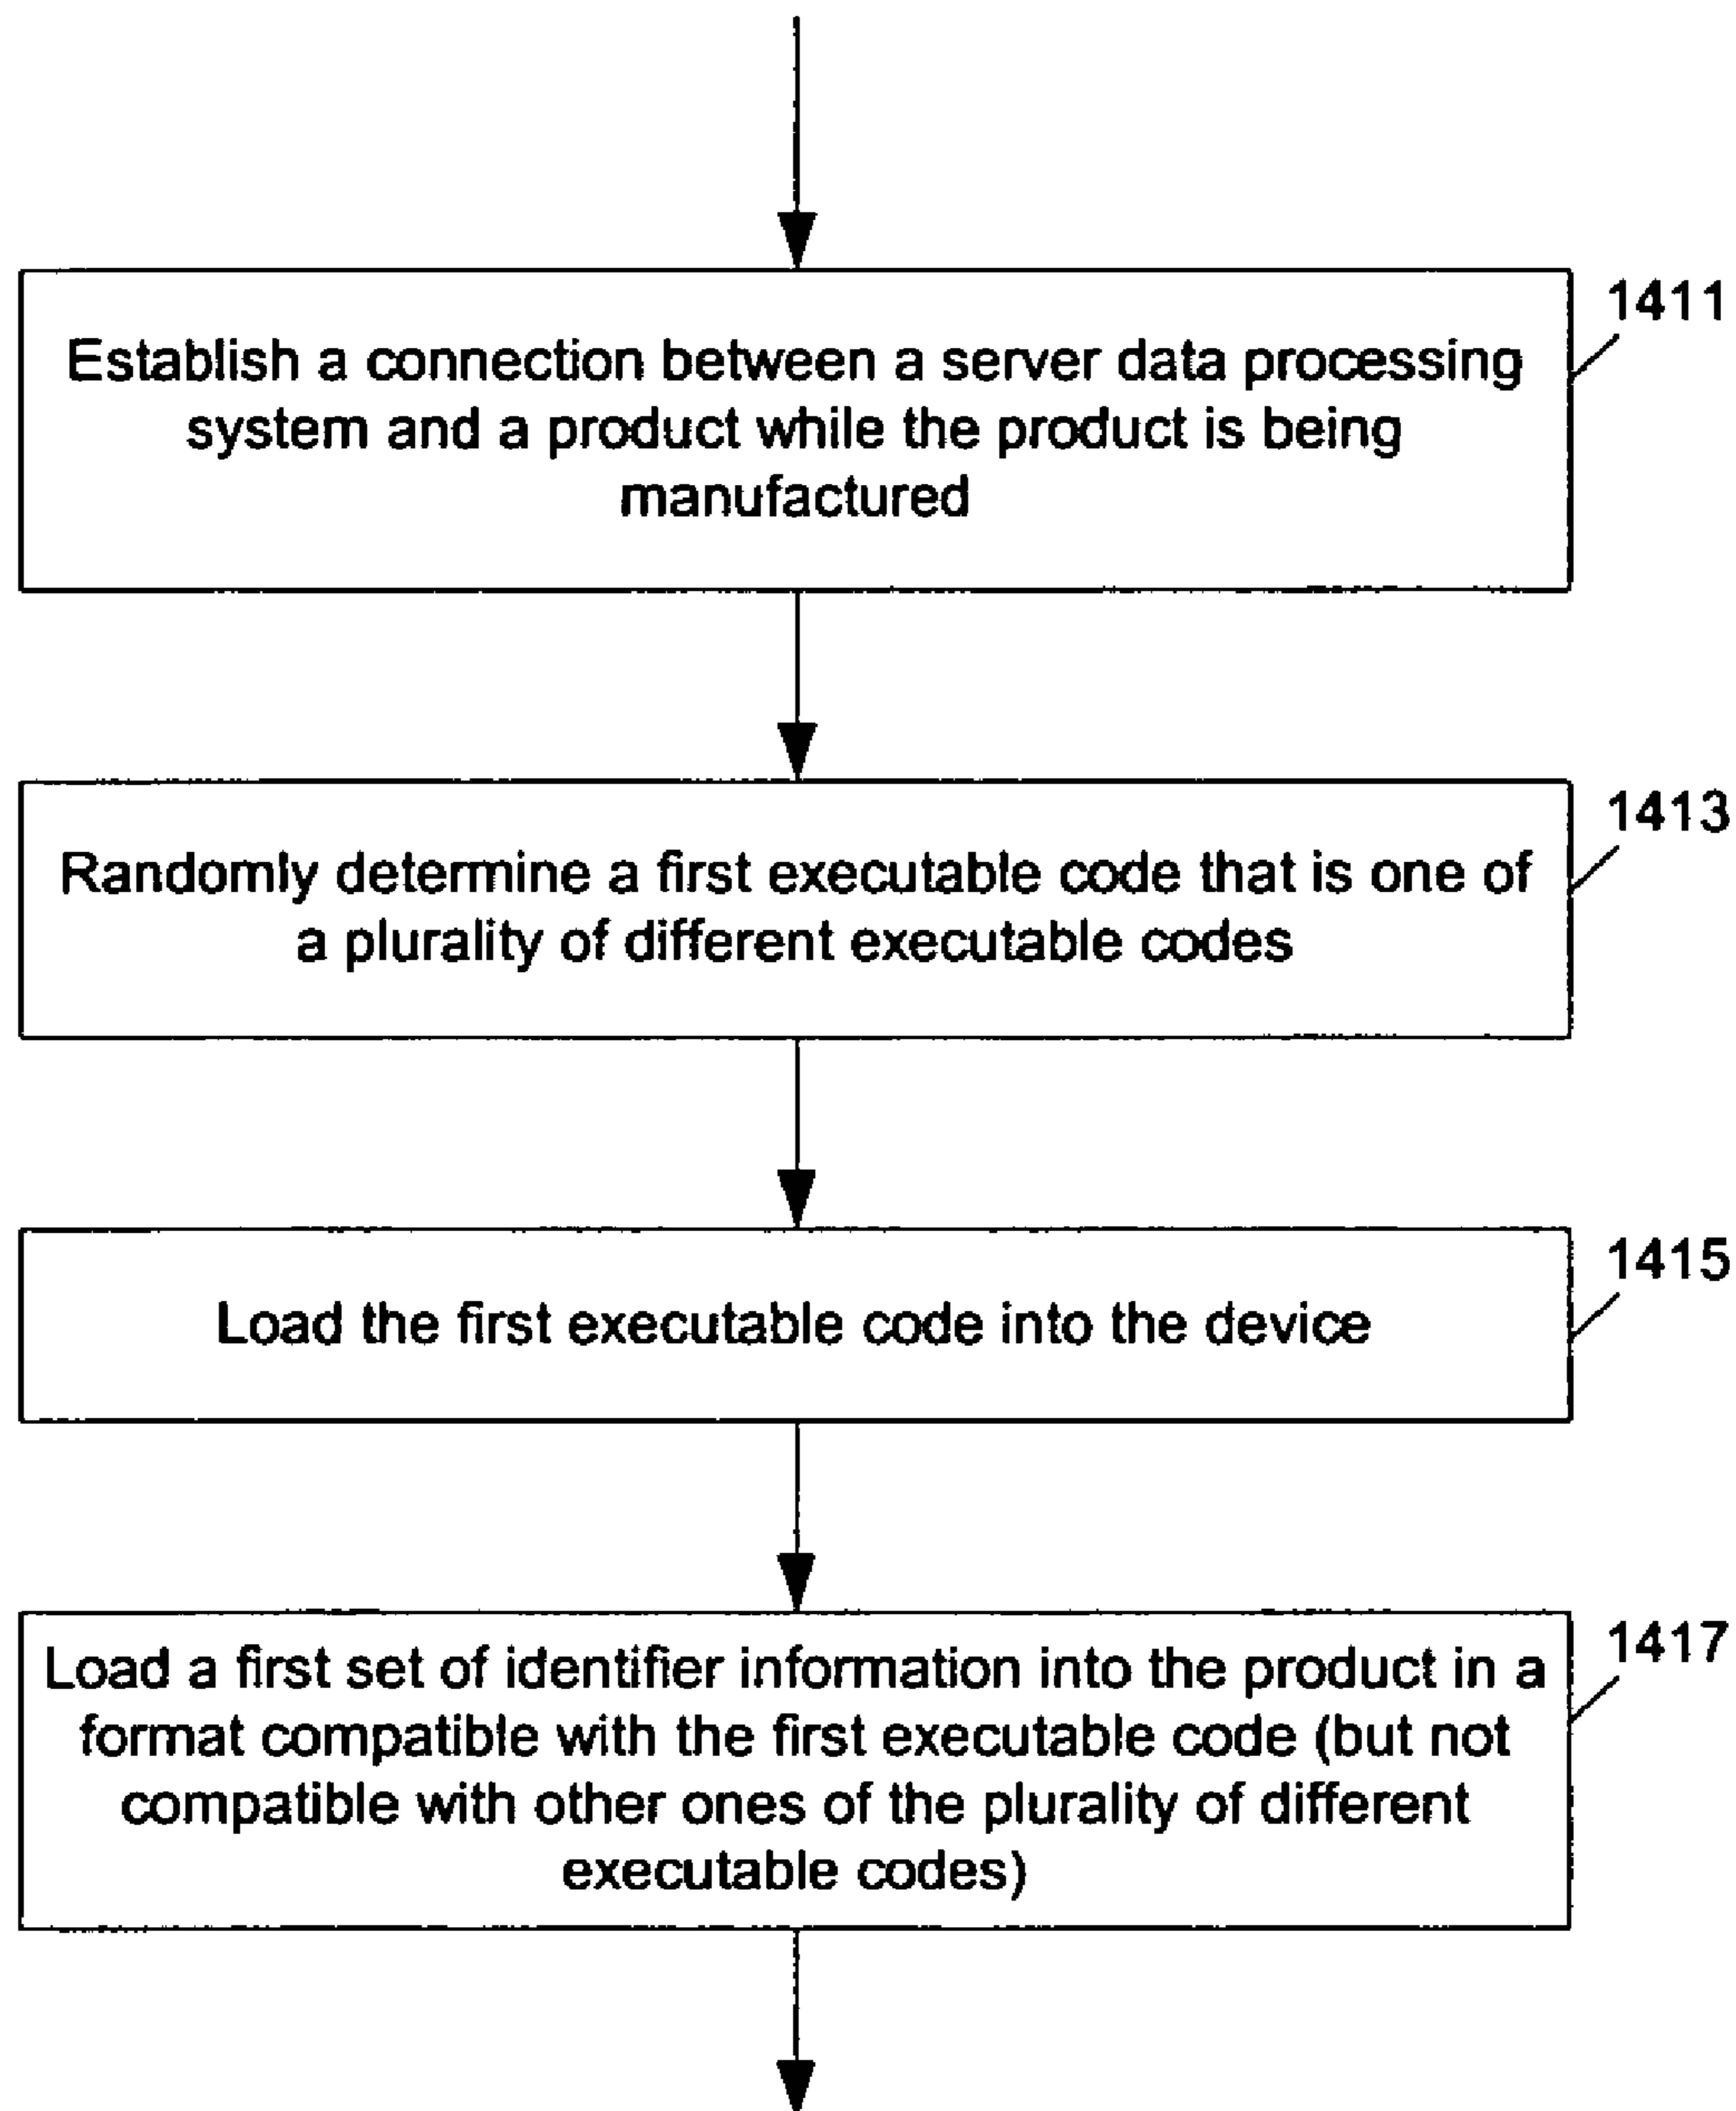 1411
Establish a connection between a server data processing
system and a product while the product is being
manufactured
1413
Randomly determine a first executable code that is one of
a plurality of different executable codes
1415
Load the first executable code into the device
1417
Load a first set of identifier information into the product in a
format compatible with the first executable code (but not
compatible with other ones of the plurality of different
executable codes)